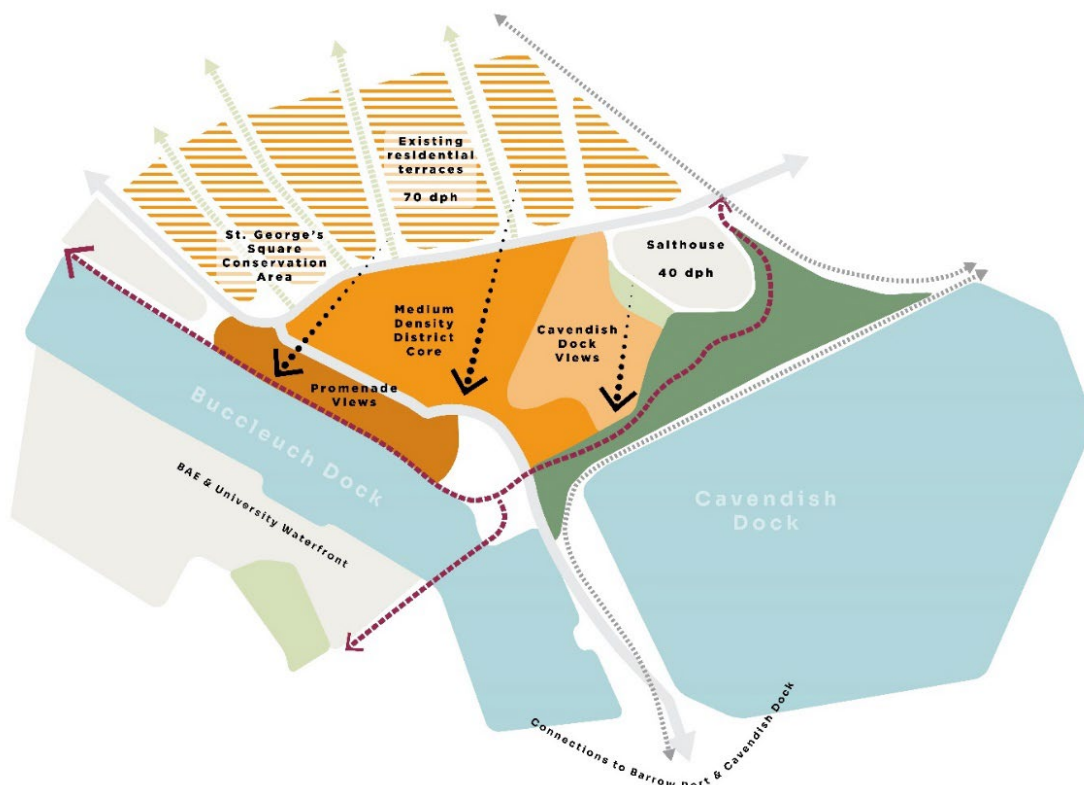 Existing
residential
terraces
70 dph
St. George's
Square
Conservation
Area
Salthouse
40 dph
Medium
Density
District
Core
Cavendish
Dock
Views
Promenade
Views
Buccleuch Dock
BAE & University Waterfront
Cavendish
Dock
Connections to Barrow Port & Cavendish Dock